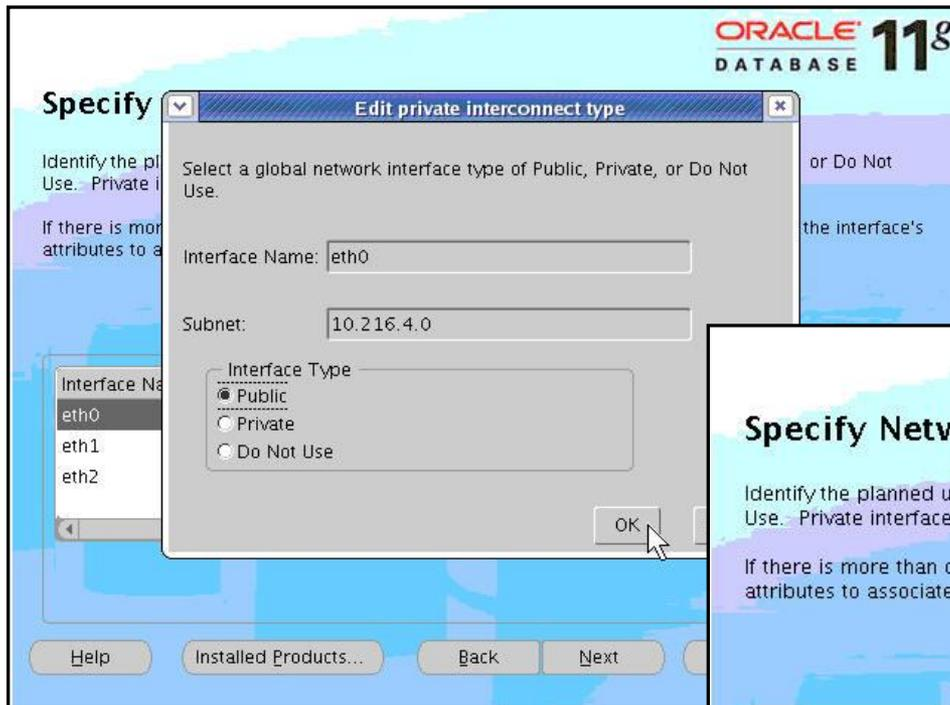 ORACLE 11g
DATABASE
Specify
Edit private interconnect type
Identify the pl
Use. Private i
or Do Not
If there is mor
attributes to a
the interface's
Select a global network interface type of Public, Private, or Do Not
Use.
Interface Name: eth0
Subnet: 10.216.4.0
Interface Type
Public
Private
Do Not Use
OK
Interface Na
eth0
eth1
eth2
Help
Installed Products...
Back
Next
Specify Netw
Identify the planned u
Use. Private interface
If there is more than o
attributes to associate